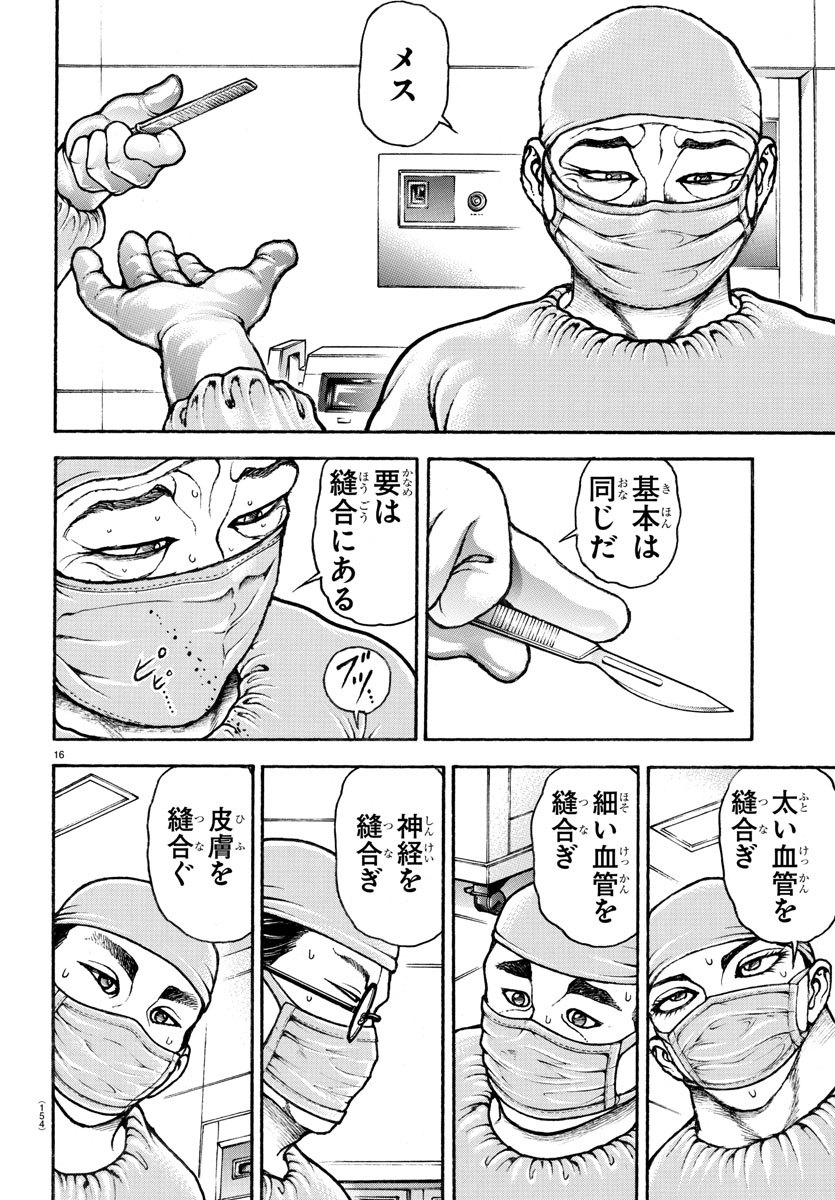 メス
基本は
同じだ
要は
縫合にある
ブッ…
ピピッ
太い血管を
縫合ぎ
細い血管を
縫合ぎ
神経を
縫合ぎ
皮膚を
縫合ぐ
16
(154)